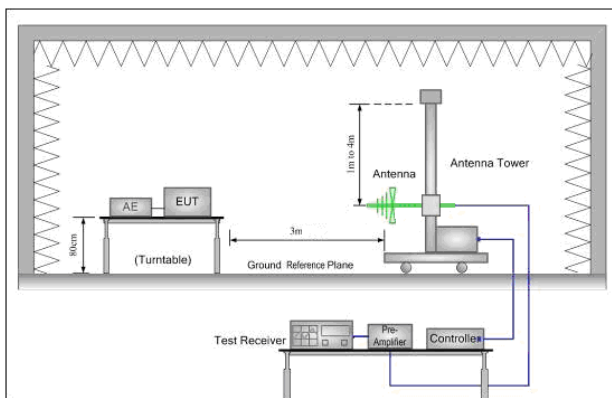 1m to 4m
Antenna
Antenna Tower
AE
EUT
80cm
(Turntable)
3m
Ground Reference Plane
Test Receiver
Pre-
Amplifier
Controller